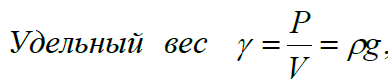 Удельный вес γ = P/V = ρg,